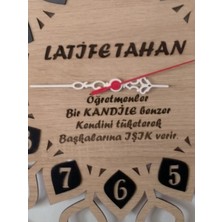 LATİFE TAHAN
Öğretmenler
Bir KANDİLE benzer
Kendini tüketerek
Başkalarına IŞIK verir
7 6 5